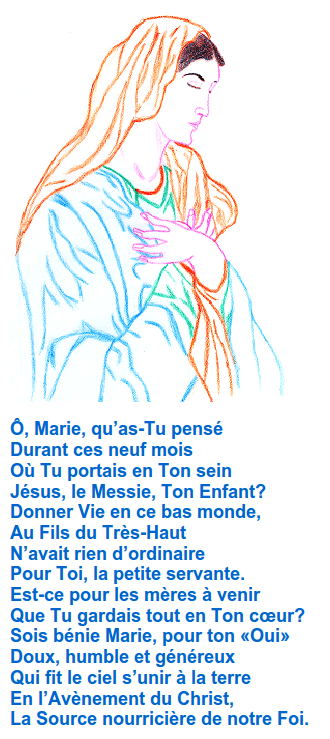 Ô, Marie, qu’as-Tu pensé
Durant ces neuf mois
Où Tu portais en Ton sein
Jésus, le Messie, Ton Enfant?
Donner Vie en ce bas monde,
Au Fils du Très-Haut
N’avait rien d’ordinaire
Pour Toi, la petite servante.
Est-ce pour les mères à venir
Que Tu gardais tout en Ton cœur?
Sois bénie Marie, pour ton «Oui»
Doux, humble et généreux
Qui fit le ciel s’unir à la terre
En l’Avènement du Christ,
La Source nourricière de notre Foi.